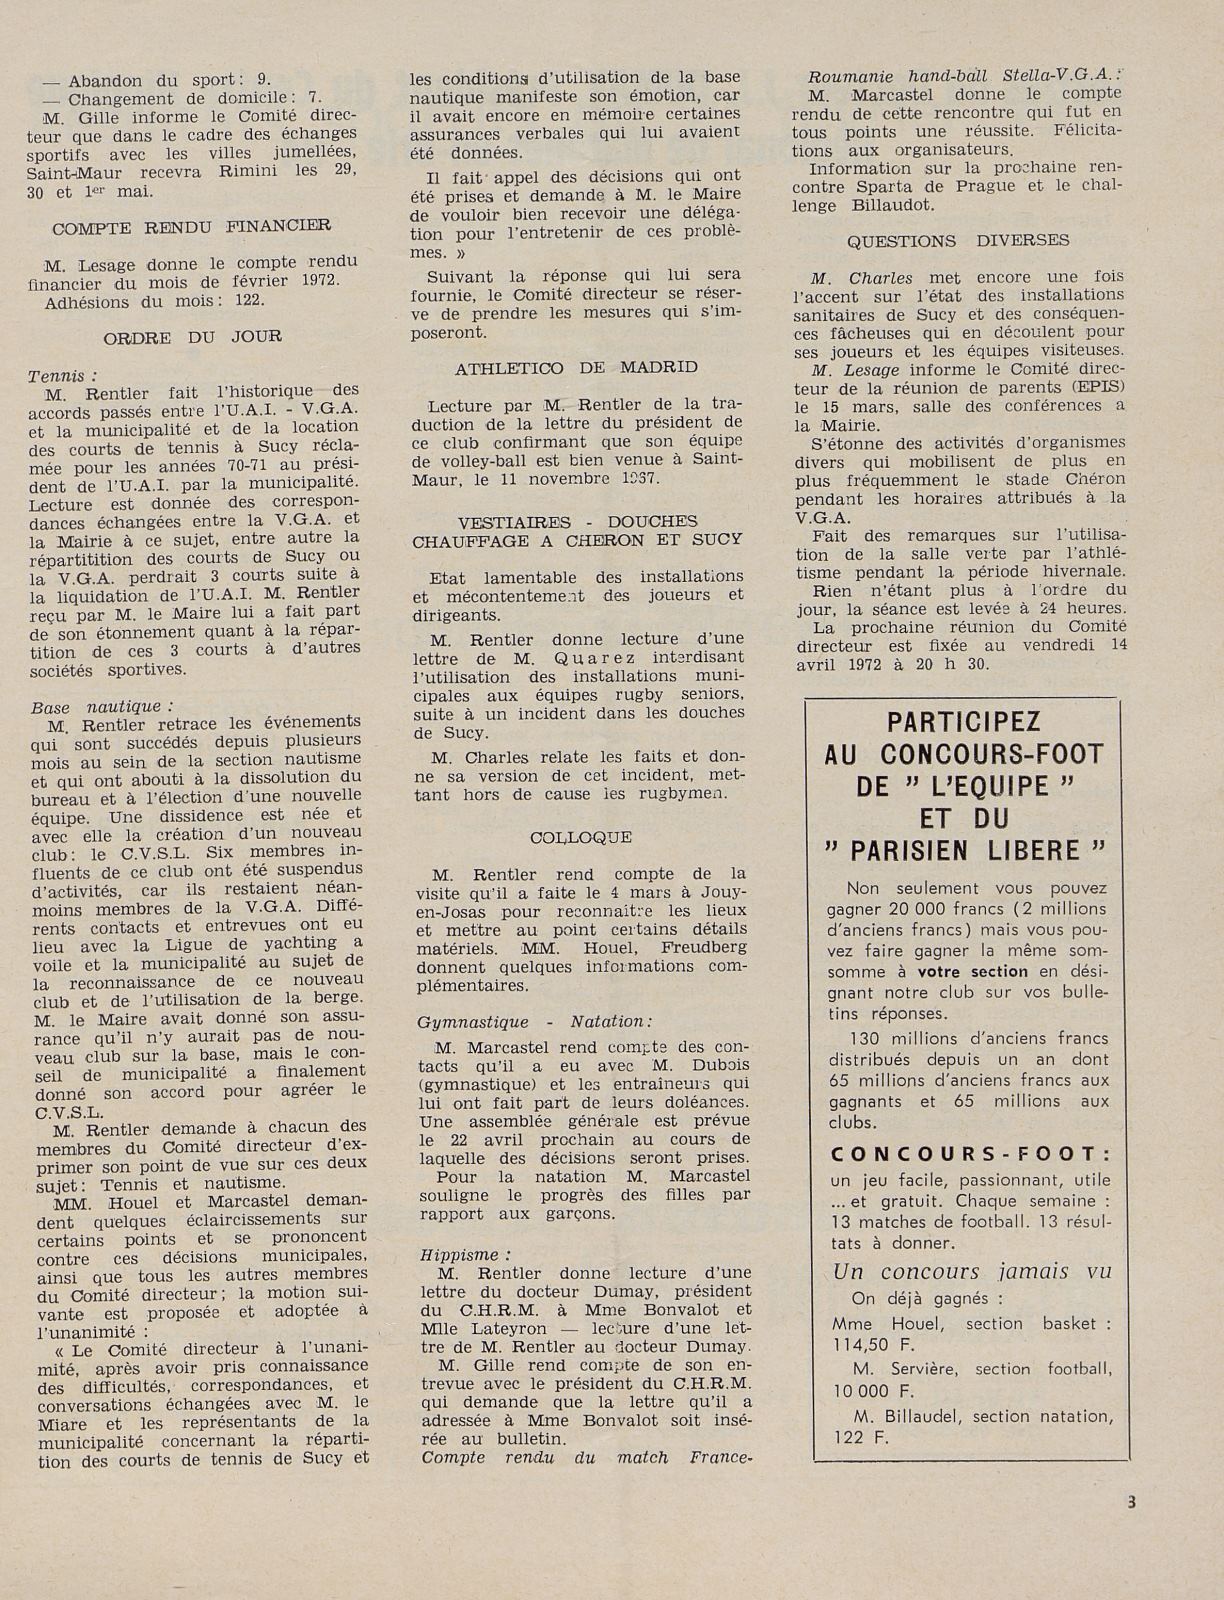 — Abandon du sport : 9.
— Changement de domicile : 7.
M. Gille informe le Comité direc-
teur que dans le cadre des échanges
sportifs avec les villes jumellées,
Saint-Maur recevra Rimini les 29,
30 et 1er mai.
COMPTE RENDU FINANCIER
M. Lesage donne le compte rendu
financier du mois de février 1972.
Adhésions du mois : 122.
ORDRE DU JOUR
Tennis :
M. Rentler fait l'historique des
accords passés entre l'U.A.I. - V.G.A.
et la municipalité et de la location
des courts de tennis à Sucy récla-
mée pour les années 70-71 au prési-
dent de l'U.A.I. par la municipalité.
Lecture est donnée des correspon-
dances échangées entre la V.G.A. et
la Mairie à ce sujet, entre autre la
répartitition des courts de Sucy ou
la V.G.A. perdrait 3 courts suite à
la liquidation de l'U.A.I. M. Rentler
reçu par M. le Maire lui a fait part
de son étonnement quant à la répar-
tition de ces 3 courts à d'autres
sociétés sportives.
Base nautique :
M. Rentler retrace les événements
qui sont succédés depuis plusieurs
mois au sein de la section nautisme
et qui ont abouti à la dissolution du
bureau et à l'élection d'une nouvelle
équipe. Une dissidence est née et
avec elle la création d'un nouveau
club : le C.V.S.L. Six membres in-
fluents de ce club ont été suspendus
d'activités, car ils restaient néan-
moins membres de la V.G.A. Diffé-
rents contacts et entrevues ont eu
lieu avec la Ligue de yachting a
voile et la municipalité au sujet de
la reconnaissance de ce nouveau
club et de l'utilisation de la berge.
M. le Maire avait donné son assu-
rance qu'il n'y aurait pas de nou-
veau club sur la base, mais le con-
seil de municipalité a finalement
donné son accord pour agréer le
C.V.S.L.
M. Rentler demande à chacun des
membres du Comité directeur d'ex-
primer son point de vue sur ces deux
sujet : Tennis et nautisme.
MM. Houel et Marcastel deman-
dent quelques éclaircissements sur
certains points et se prononcent
contre ces décisions municipales,
ainsi que tous les autres membres
du Comité directeur ; la motion sui-
vante est proposée et adoptée à
l'unanimité :
« Le Comité directeur à l'unani-
mité, après avoir pris connaissance
des difficultés, correspondances, et
conversations échangées avec M. le
Miare et les représentants de la
municipalité concernant la réparti-
tion des courts de tennis de Sucy et
les conditions d'utilisation de la base
nautique manifeste son émotion, car
il avait encore en mémoire certaines
assurances verbales qui lui avaient
été données.
Il fait appel des décisions qui ont
été prises et demande à M. le Maire
de vouloir bien recevoir une déléga-
tion pour l'entretenir de ces problè-
mes. »
Suivant la réponse qui lui sera
fournie, le Comité directeur se réser-
ve de prendre les mesures qui s'im-
poseront.
ATHLETICO DE MADRID
Lecture par M. Rentler de la tra-
duction de la lettre du président de
ce club confirmant que son équipe
de volley-ball est bien venue à Saint-
Maur, le 11 novembre 1967.
VESTIAIRES - DOUCHES
CHAUFFAGE A CHERON ET SUCY
Etat lamentable des installations
et mécontentement des joueurs et
dirigeants.
M. Rentler donne lecture d'une
lettre de M. Quarez interdisant
l'utilisation des installations muni-
cipales aux équipes rugby seniors,
suite à un incident dans les douches
de Sucy.
M. Charles relate les faits et don-
ne sa version de cet incident, met-
tant hors de cause les rugbymen.
COLLOQUE
M. Rentler rend compte de la
visite qu'il a faite le 4 mars à Jouy-
en-Josas pour reconnaitre les lieux
et mettre au point certains détails
matériels. MM. Houel, Freudberg
donnent quelques informations com-
plémentaires.
Gymnastique - Natation :
M. Marcastel rend compte des con-
tacts qu'il a eu avec M. Dubois
(gymnastique) et les entraîneurs qui
lui ont fait part de leurs doléances.
Une assemblée générale est prévue
le 22 avril prochain au cours de
laquelle des décisions seront prises.
Pour la natation M. Marcastel
souligne le progrès des filles par
rapport aux garçons.
Hippisme :
M. Rentler donne lecture d'une
lettre du docteur Dumay, président
du C.H.R.M. à Mme Bonvalot et
Mlle Lateyron — lecture d'une let-
tre de M. Rentler au docteur Dumay.
M. Gille rend compte de son en-
trevue avec le président du C.H.R.M.
qui demande que la lettre qu'il a
adressée à Mme Bonvalot soit insé-
rée au bulletin.
Compte rendu du match France-
Roumanie hand-ball Stella-V.G.A. :
M. Marcastel donne le compte
rendu de cette rencontre qui fut en
tous points une réussite. Félicita-
tions aux organisateurs.
Information sur la prochaine ren-
contre Sparta de Prague et le chal-
lenge Billaudot.
QUESTIONS DIVERSES
M. Charles met encore une fois
l'accent sur l'état des installations
sanitaires de Sucy et des conséquen-
ces fâcheuses qui en découlent pour
ses joueurs et les équipes visiteuses.
M. Lesage informe le Comité direc-
teur de la réunion de parents (EPIS)
le 15 mars, salle des conférences a
la Mairie.
S'étonne des activités d'organismes
divers qui mobilisent de plus en
plus fréquemment le stade Chéron
pendant les horaires attribués à la
V.G.A.
Fait des remarques sur l'utilisa-
tion de la salle verte par l'athlé-
tisme pendant la période hivernale.
Rien n'étant plus à l'ordre du
jour, la séance est levée à 24 heures.
La prochaine réunion du Comité
directeur est fixée au vendredi 14
avril 1972 à 20 h 30.
PARTICIPEZ
AU CONCOURS-FOOT
DE " L'EQUIPE "
ET DU
" PARISIEN LIBERE "
Non seulement vous pouvez
gagner 20 000 francs (2 millions
d'anciens francs) mais vous pou-
vez faire gagner la même som-
somme à votre section en dési-
gnant notre club sur vos bulle-
tins réponses.
130 millions d'anciens francs
distribués depuis un an dont
65 millions d'anciens francs aux
gagnants et 65 millions aux
clubs.
CONCOURS-FOOT :
un jeu facile, passionnant, utile
... et gratuit. Chaque semaine :
13 matches de football. 13 résul-
tats à donner.
Un concours jamais vu
On déjà gagnés :
Mme Houel, section basket :
114,50 F.
M. Servière, section football,
10 000 F.
M. Billaudel, section natation,
122 F.
3